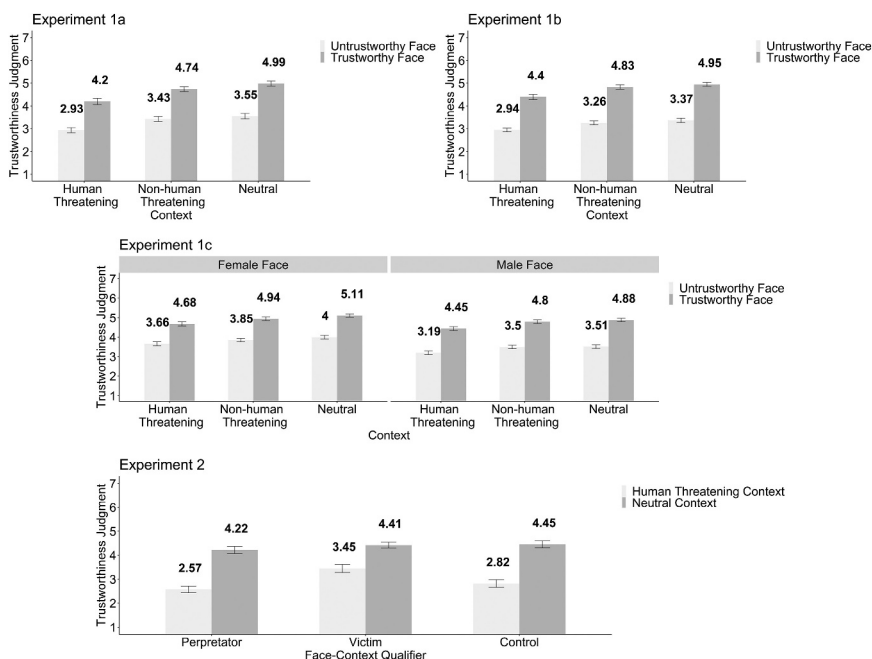 Experiment 1a
Trustworthiness Judgment
7
6
5
4
3
2
1
2.93
4.2
3.43
4.74
3.55
4.99
Human Threatening
Non-human Threatening
Neutral
Context
Untrustworthy Face
Trustworthy Face
Experiment 1b
Trustworthiness Judgment
7
6
5
4
3
2
1
2.94
4.4
3.26
4.83
3.37
4.95
Human Threatening
Non-human Threatening
Neutral
Context
Untrustworthy Face
Trustworthy Face
Experiment 1c
Female Face
Male Face
Trustworthiness Judgment
7
6
5
4
3
2
1
3.66
4.68
3.85
4.94
4
5.11
3.19
4.45
3.5
4.8
3.51
4.88
Human Threatening
Non-human Threatening
Neutral
Human Threatening
Non-human Threatening
Neutral
Context
Untrustworthy Face
Trustworthy Face
Experiment 2
Trustworthiness Judgment
7
6
5
4
3
2
1
2.57
4.22
3.45
4.41
2.82
4.45
Perpretator
Victim
Control
Face-Context Qualifier
Human Threatening Context
Neutral Context